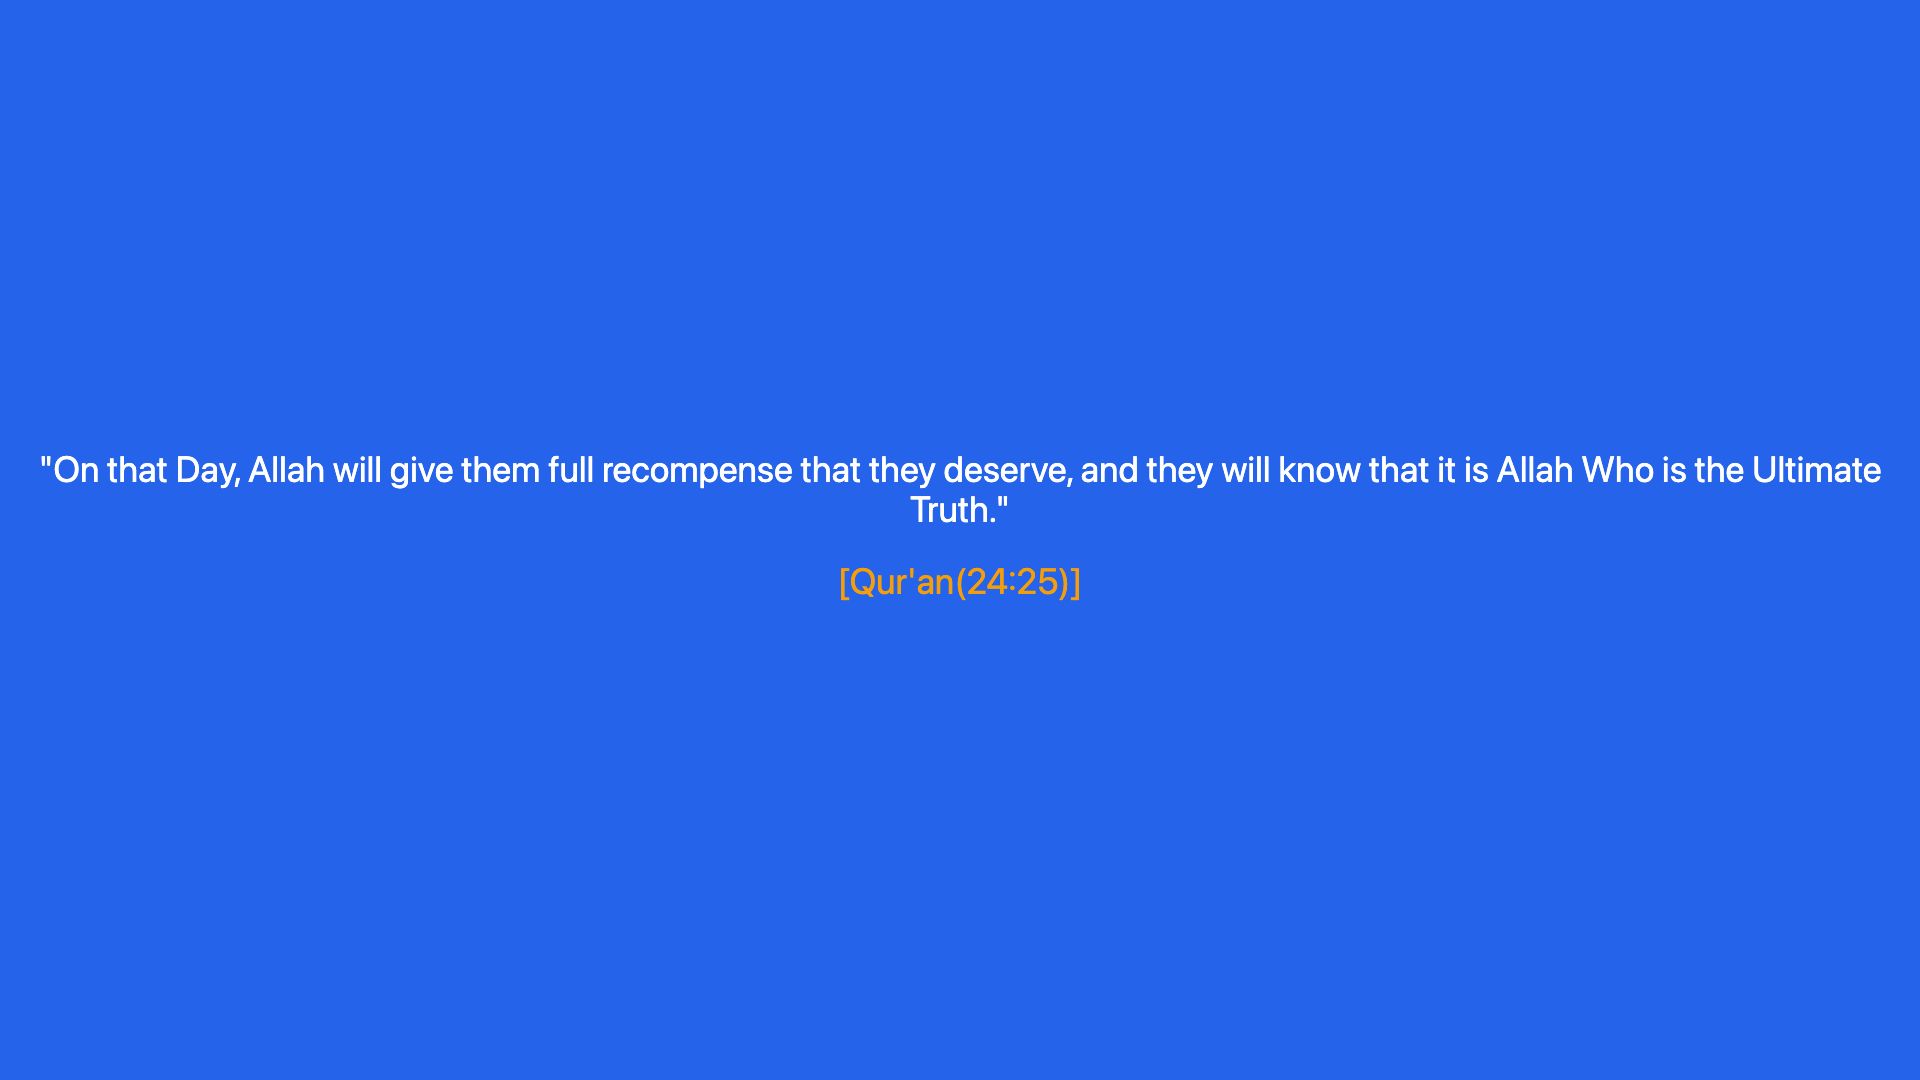 "On that Day, Allah will give them full recompense that they deserve, and they will know that it is Allah Who is the Ultimate
Truth."
[Qur'an(24:25)]